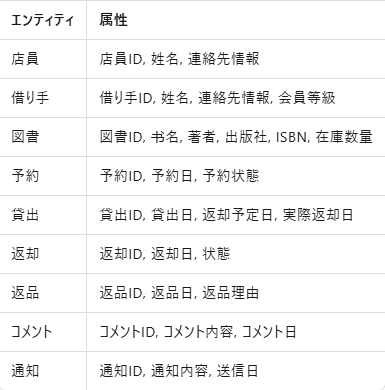 エンティティ 属性
店員 店員ID, 姓名, 連絡先情報
借り手 借り手ID, 姓名, 連絡先情報, 会員等級
図書 図書ID, 书名, 著者, 出版社, ISBN, 在庫数量
予約 予約ID, 予約日, 予約状態
貸出 貸出ID, 貸出日, 返却予定日, 実際返却日
返却 返却ID, 返却日, 状態
返品 返品ID, 返品日, 返品理由
コメント コメントID, コメント内容, コメント日
通知 通知ID, 通知内容, 送信日